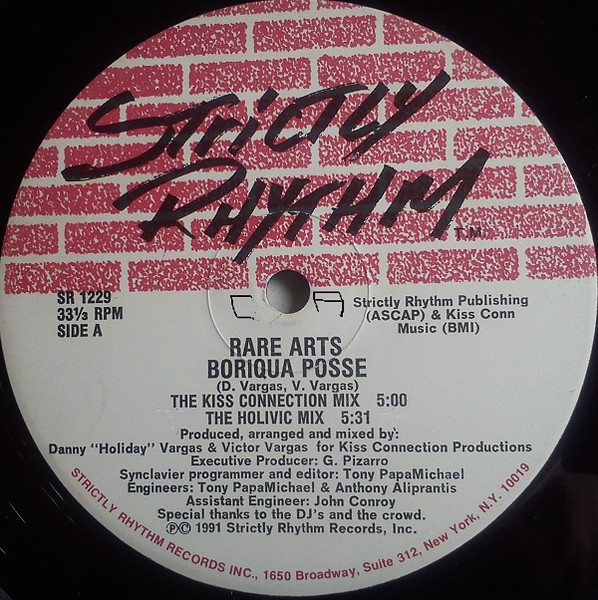 STRICTLY
RHYTHM
T.M.
SR 1229
33⅓ RPM
SIDE A
Strictly Rhythm Publishing
(ASCAP) & Kiss Conn
Music (BMI)
RARE ARTS
BORIQUA POSSE
(D. Vargas, V. Vargas)
THE KISS CONNECTION MIX 5:00
THE HOLIVIC MIX 5:31
Produced, arranged and mixed by:
Danny "Holiday" Vargas & Victor Vargas for Kiss Connection Productions
Executive Producer: G. Pizarro
Synclavier programmer and editor: Tony PapaMichael
Engineers: Tony PapaMichael & Anthony Aliprantis
Assistant Engineer: John Conroy
Special thanks to the DJ's and the crowd.
℗© 1991 Strictly Rhythm Records, Inc.
STRICTLY RHYTHM RECORDS INC., 1650 Broadway, Suite 312, New York, N.Y. 10019